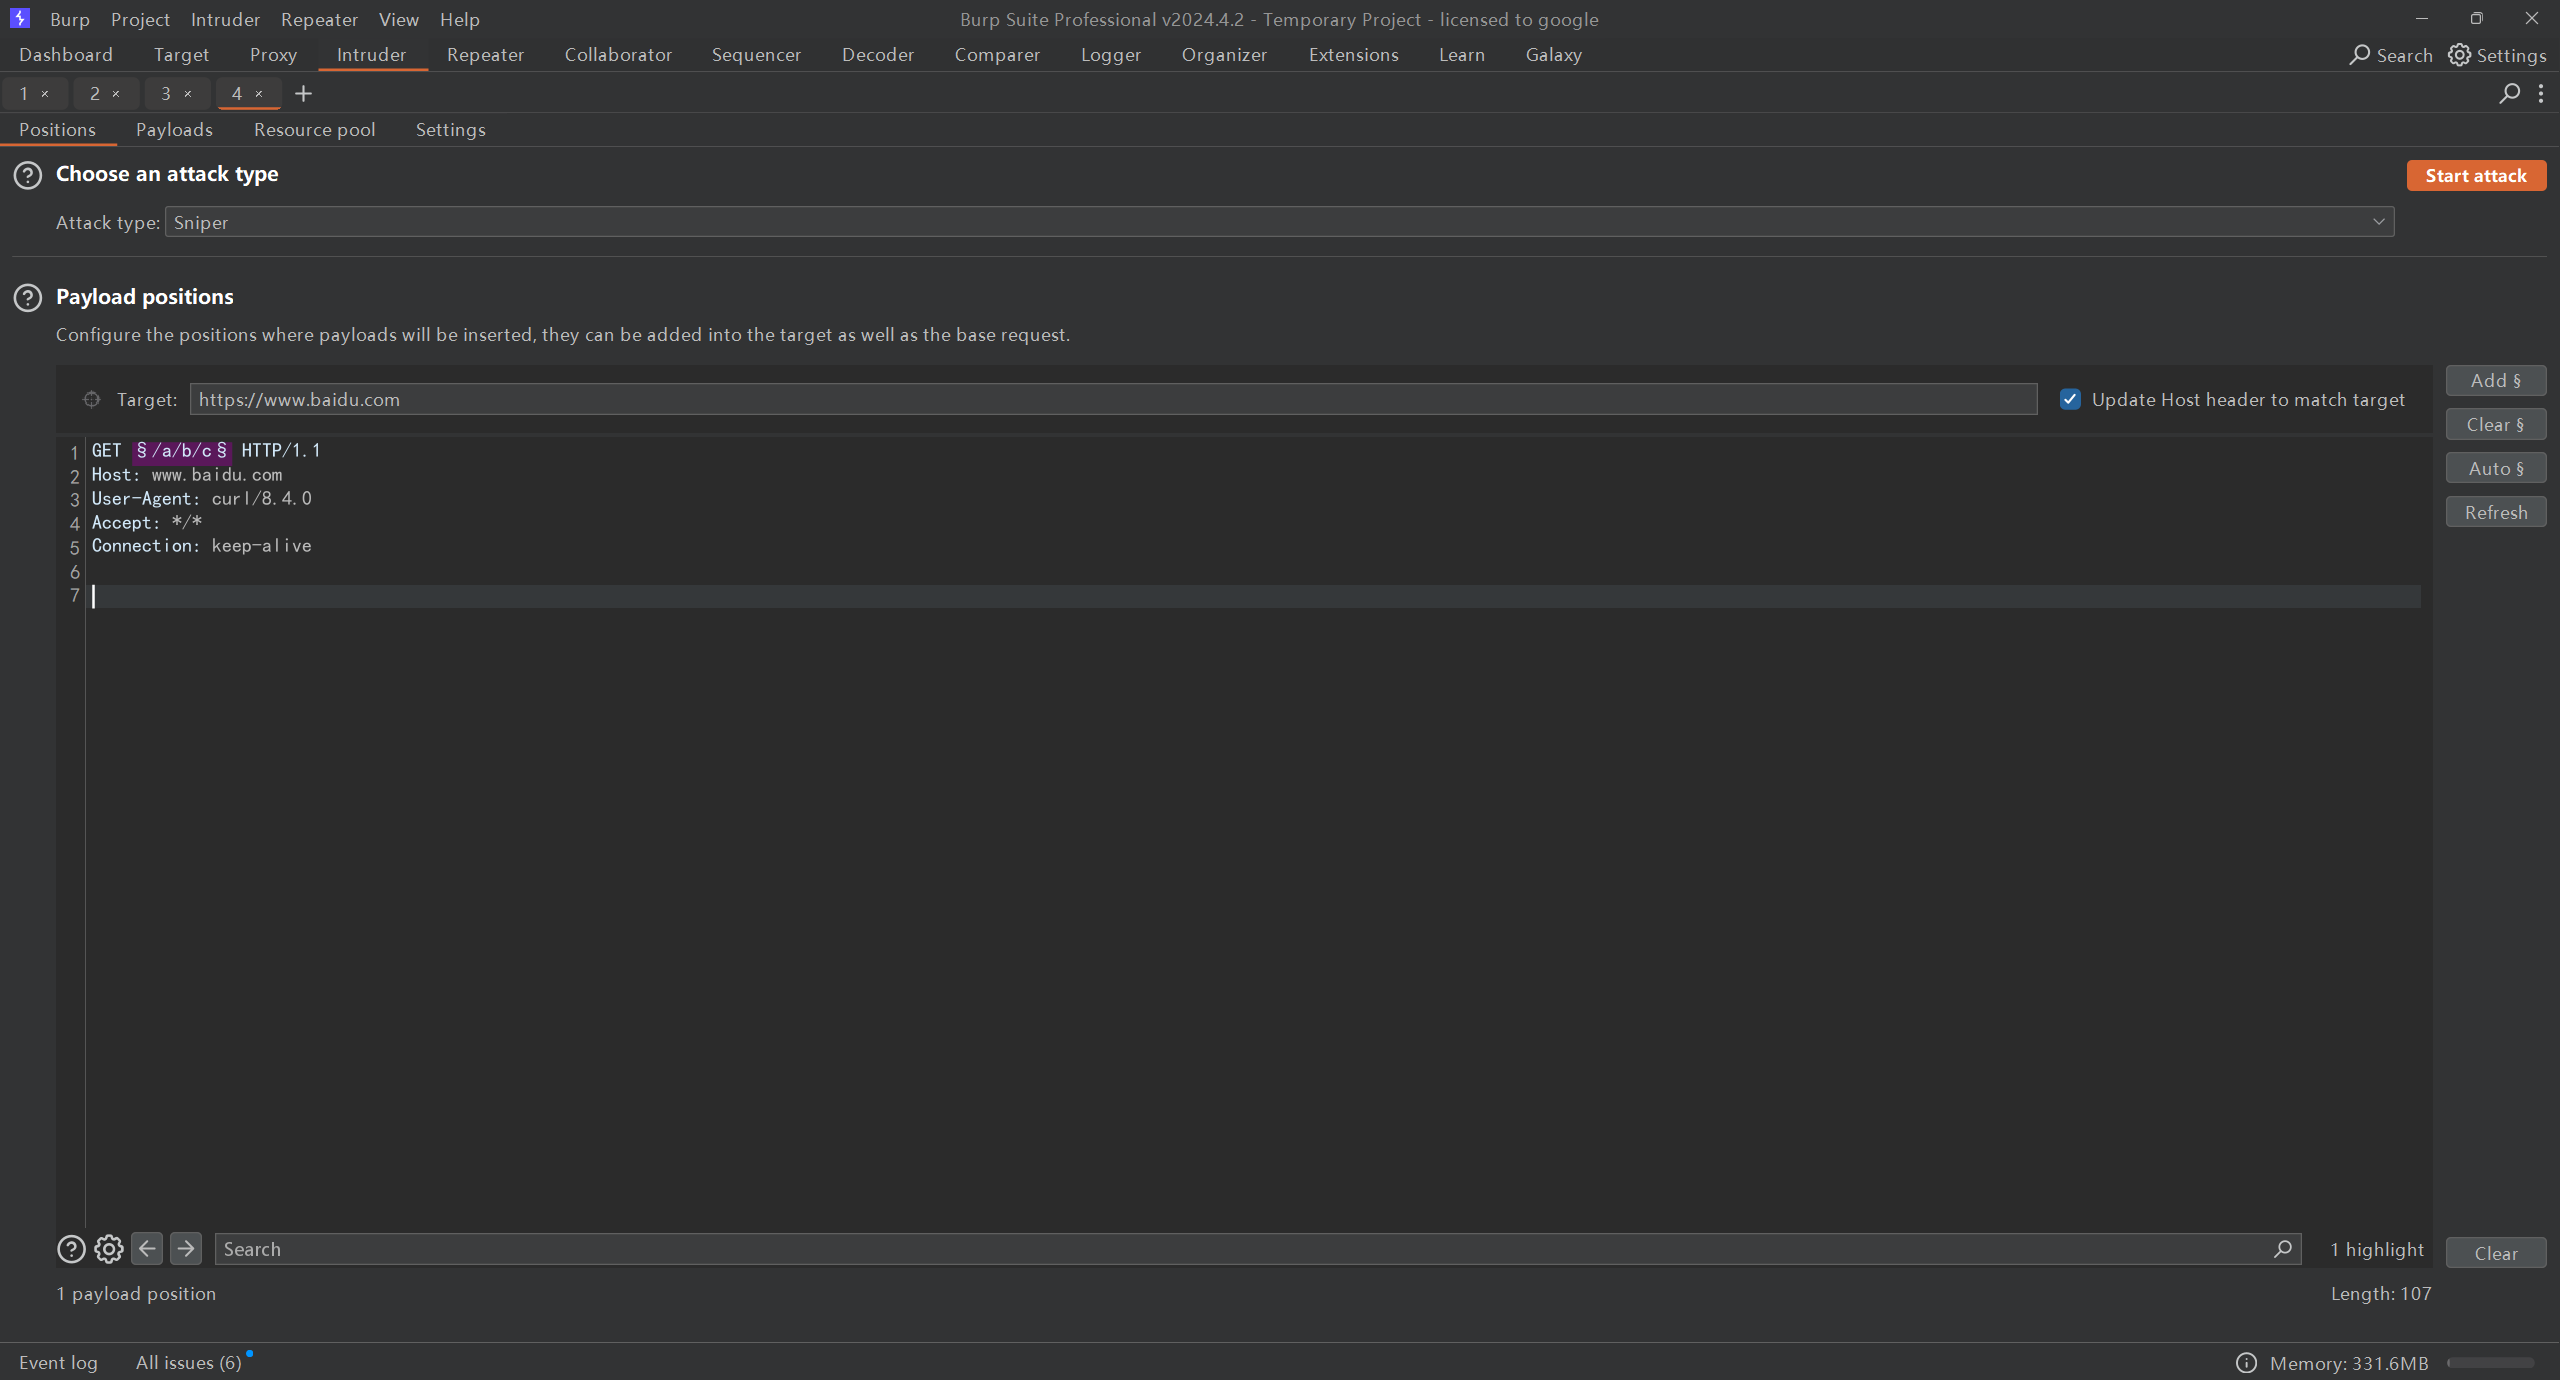 Burp Project Intruder Repeater View Help Burp Suite Professional v2024.4.2 - Temporary Project - licensed to google
Dashboard Target Proxy Intruder Repeater Collaborator Sequencer Decoder Comparer Logger Organizer Extensions Learn Galaxy Search Settings
1 × 2 × 3 × 4 × +
Positions Payloads Resource pool Settings
Choose an attack type
Start attack
Attack type: Sniper
Payload positions
Configure the positions where payloads will be inserted, they can be added into the target as well as the base request.
Target: https://www.baidu.com Update Host header to match target
Add §
Clear §
Auto §
Refresh
1 GET §/a/b/c§ HTTP/1.1
2 Host: www.baidu.com
3 User-Agent: curl/8.4.0
4 Accept: */*
5 Connection: keep-alive
6
7
Search 1 highlight Clear
1 payload position Length: 107
Event log All issues (6) Memory: 331.6MB